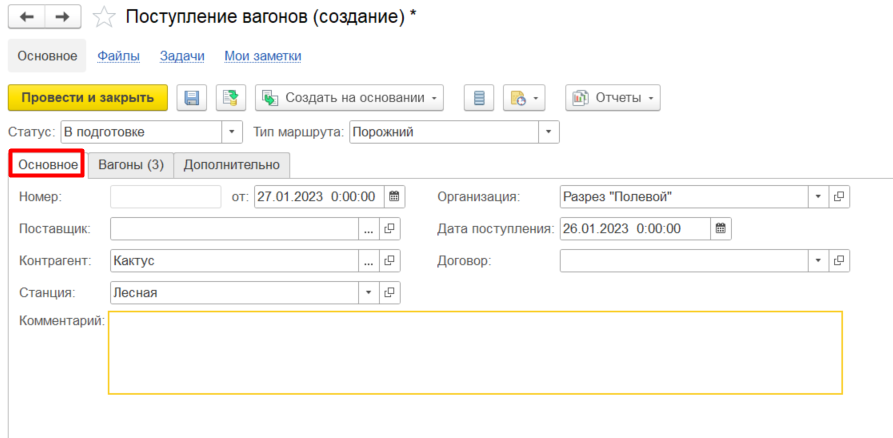 Поступление вагонов (создание) *
Основное Файлы Задачи Мои заметки
Провести и закрыть Создать на основании Отчеты
Статус: В подготовке Тип маршрута: Порожний
Основное Вагоны (3) Дополнительно
Номер: от: 27.01.2023 0:00:00 Организация: Разрез "Полевой"
Поставщик: ... Дата поступления: 26.01.2023 0:00:00
Контрагент: Кактус ... Договор:
Станция: Лесная
Комментарий: